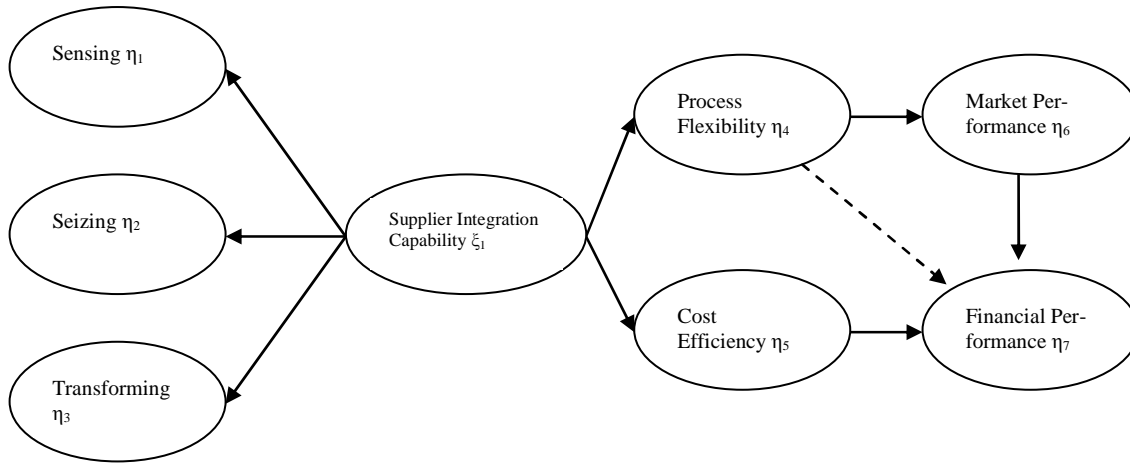 Sensing η₁
Seizing η₂
Transforming
η₃
Supplier Integration
Capability ξ₁
Process
Flexibility η₄
Cost
Efficiency η₅
Market Per-
formance η₆
Financial Per-
formance η₇